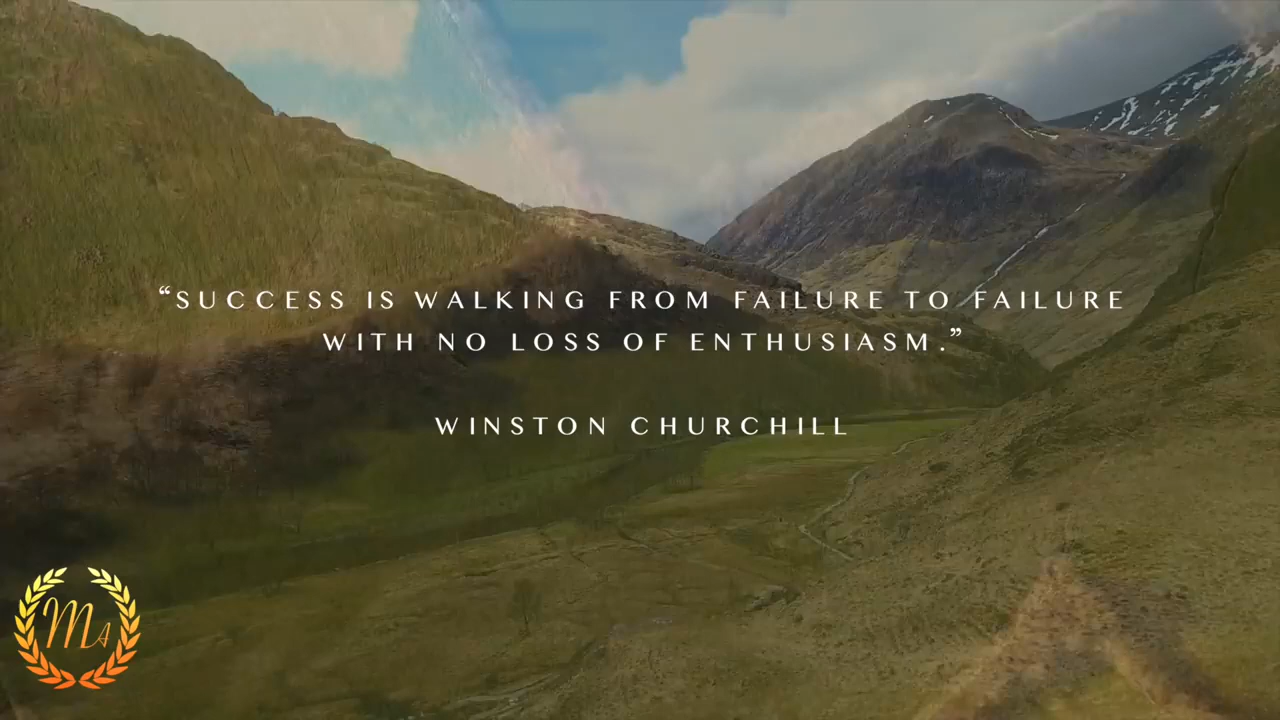 “SUCCESS IS WALKING FROM FAILURE TO FAILURE
WITH NO LOSS OF ENTHUSIASM.”
WINSTON CHURCHILL
MA